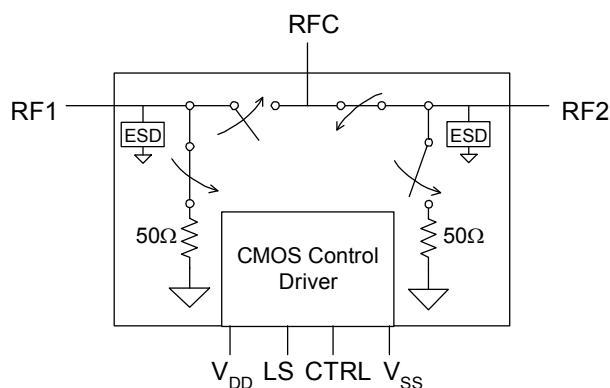 RFC
RF1
RF2
ESD
ESD
50Ω
50Ω
CMOS Control
Driver
VDD LS CTRL VSS